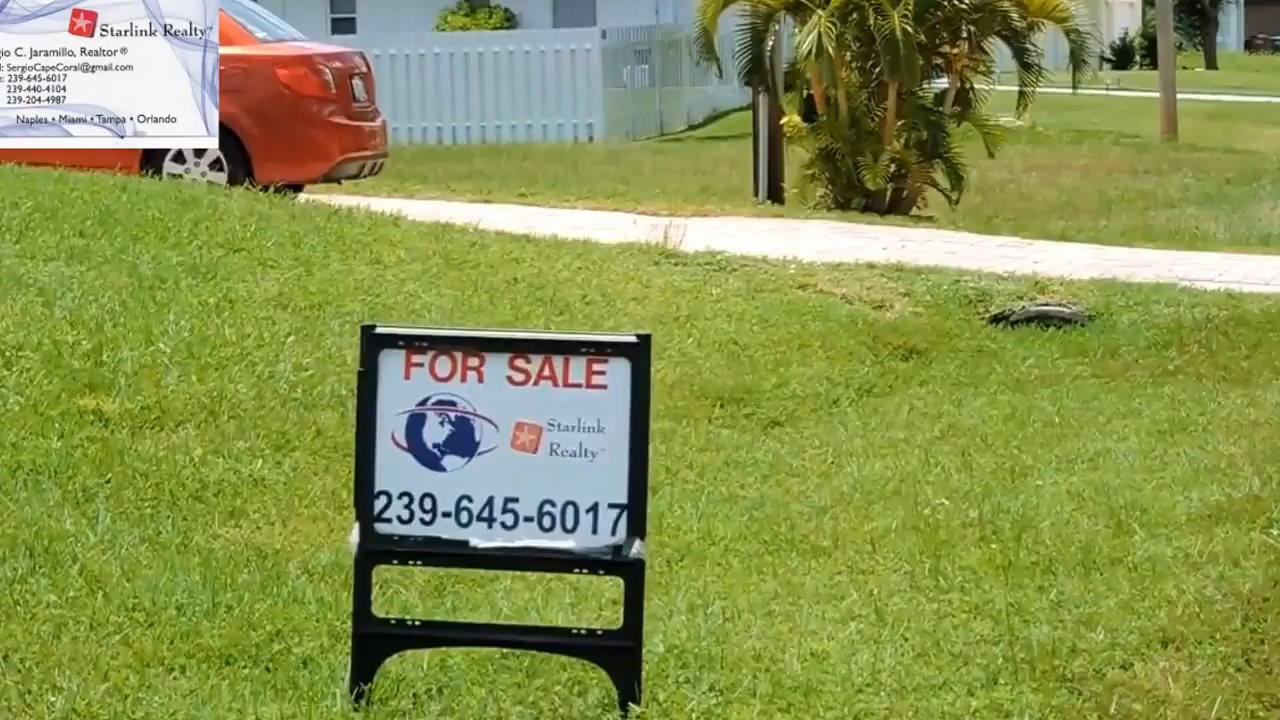 Starlink Realty
gio C. Jaramillo, Realtor®
l: SergioCapeCoral@gmail.com
e: 239-645-6017
239-440-4104
239-204-4987
Naples • Miami • Tampa • Orlando
FOR SALE
Starlink
Realty
239-645-6017